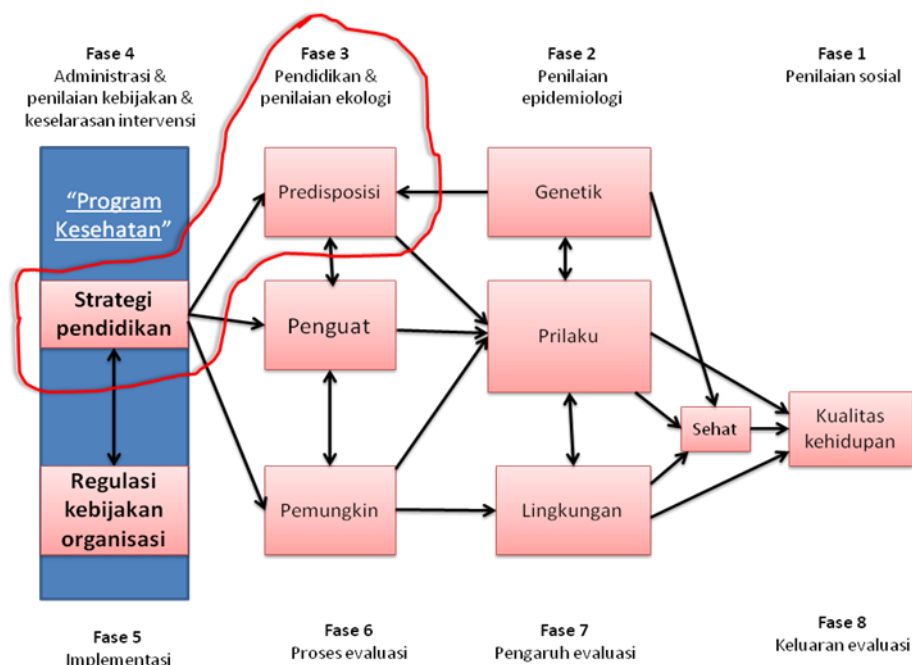 Fase 4
Administrasi &
penilaian kebijakan &
keselarasan intervensi
Fase 3
Pendidikan &
penilaian ekologi
Fase 2
Penilaian
epidemiologi
Fase 1
Penilaian sosial
“Program
Kesehatan”
Strategi
pendidikan
Regulasi
kebijakan
organisasi
Predisposisi
Penguat
Pemungkin
Genetik
Prilaku
Lingkungan
Sehat
Kualitas
kehidupan
Fase 5
Implementasi
Fase 6
Proses evaluasi
Fase 7
Pengaruh evaluasi
Fase 8
Keluaran evaluasi